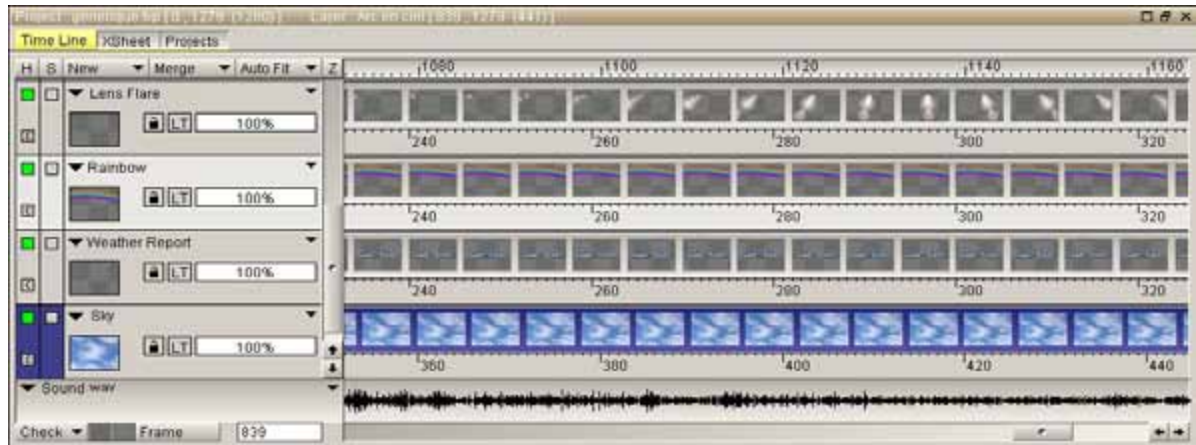 Time Line XSheet Projects
H S New Merge Auto Fit Z 1080 1100 1120 1140 1160
Lens Flare
LT 100%
240 260 280 300 320
Rainbow
LT 100%
240 260 280 300 320
Weather Report
LT 100%
240 260 280 300 320
Sky
LT 100%
360 380 400 420 440
Sound wav
Check Frame 839